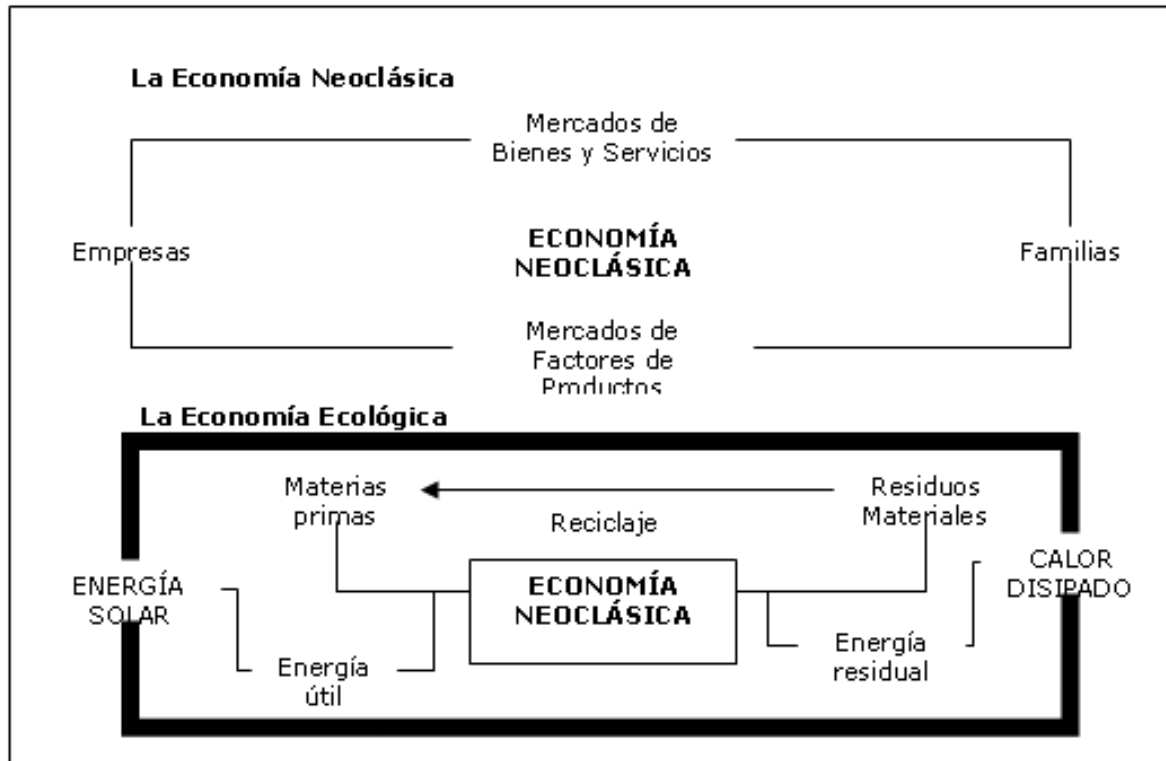 La Economía Neoclásica
Mercados de
Bienes y Servicios
Empresas
ECONOMÍA
NEOCLÁSICA
Familias
Mercados de
Factores de
Productos
La Economía Ecológica
Materias
primas
Reciclaje
Residuos
Materiales
ENERGÍA
SOLAR
ECONOMÍA
NEOCLÁSICA
CALOR
DISIPADO
Energía
útil
Energía
residual